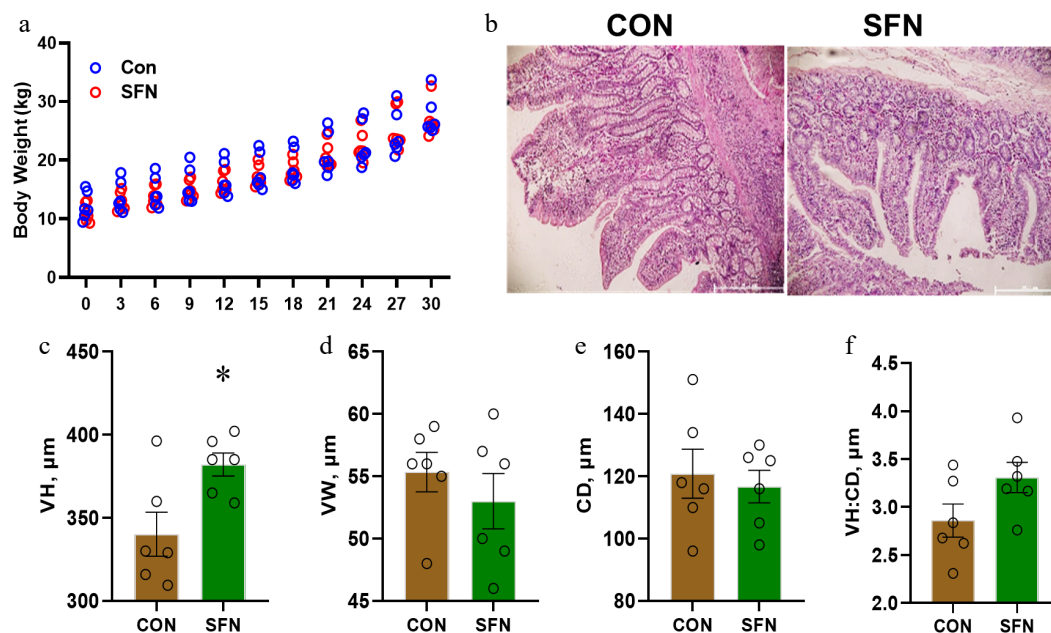 a
Body Weight (kg)
40
30
20
10
0
Con
SFN
0 3 6 9 12 15 18 21 24 27 30
b
CON SFN
c
VH, µm
450
400
350
300
*
CON SFN
d
VW, µm
65
60
55
50
45
CON SFN
e
CD, µm
160
140
120
100
80
CON SFN
f
VH:CD, µm
4.5
4.0
3.5
3.0
2.5
2.0
CON SFN